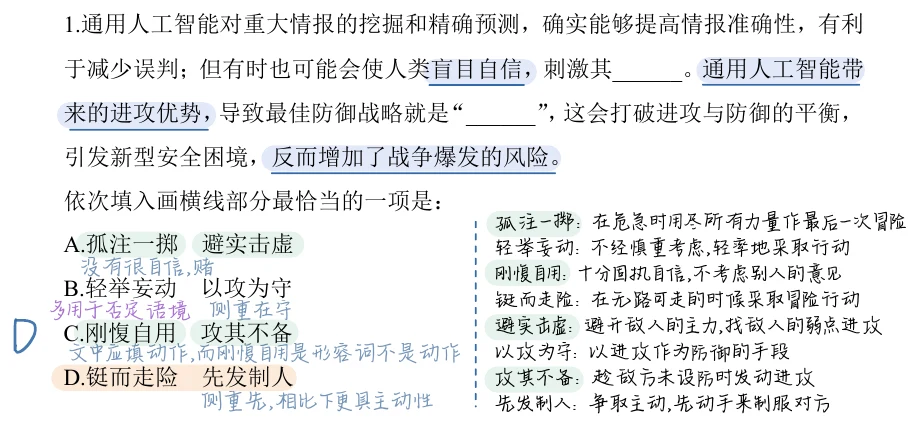 1.通用人工智能对重大情报的挖掘和精确预测，确实能够提高情报准确性，有利
于减少误判；但有时也可能会使人类盲目自信，刺激其______。通用人工智能带
来的进攻优势，导致最佳防御战略就是“______”，这会打破进攻与防御的平衡，
引发新型安全困境，反而增加了战争爆发的风险。
依次填入画横线部分最恰当的一项是：
A.孤注一掷 避实击虚
没有很自信,赌
B.轻举妄动 以攻为守
多用于否定语境 侧重在守
D
C.刚愎自用 攻其不备
文中应填动作,而刚愎自用是形容词不是动作
D.铤而走险 先发制人
侧重先,相比下更具主动性
孤注一掷：在危急时用尽所有力量作最后一次冒险
轻举妄动：不经慎重考虑,轻率地采取行动
刚愎自用：十分固执自信,不考虑别人的意见
铤而走险：在无路可走的时候采取冒险行动
避实击虚：避开敌人的主力,找敌人的弱点进攻
以攻为守：以进攻作为防御的手段
攻其不备：趁敌方未设防时发动进攻
先发制人：争取主动,先动手来制服对方